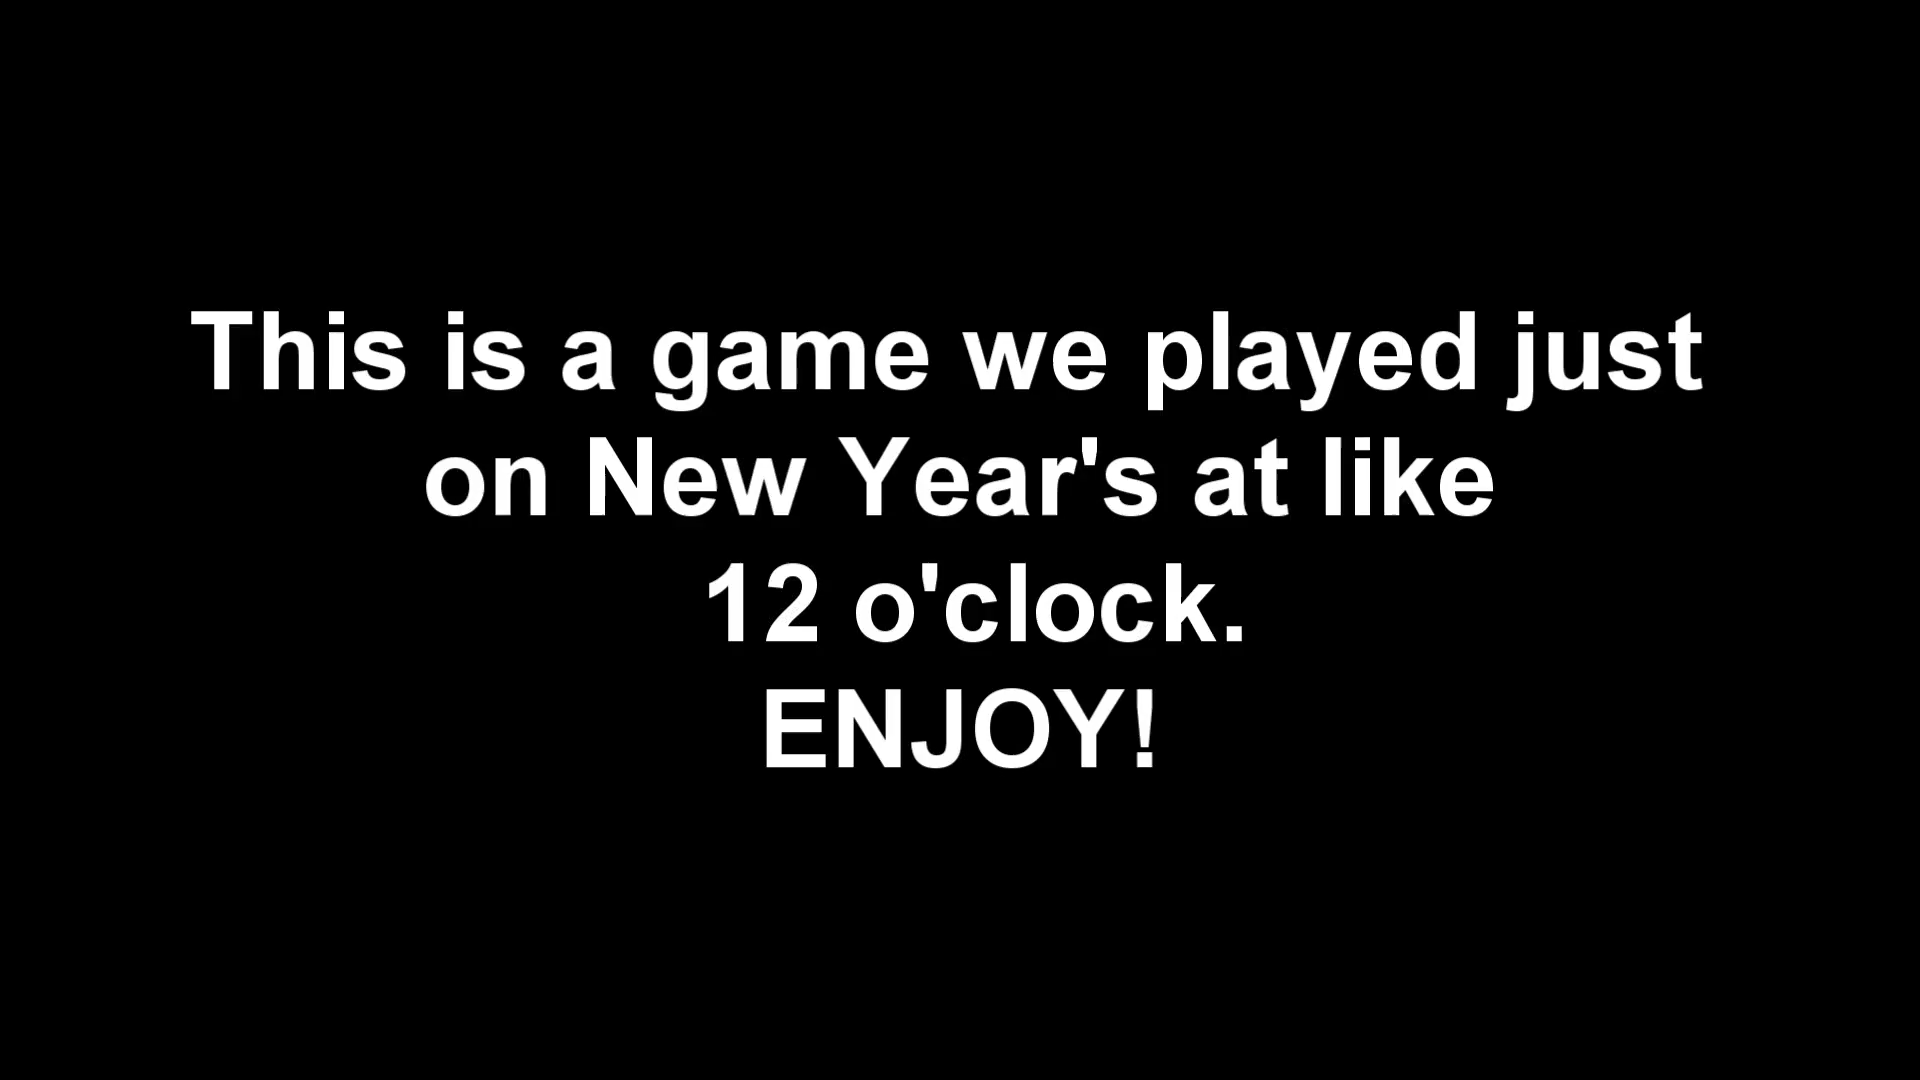 This is a game we played just
on New Year's at like
12 o'clock.
ENJOY!